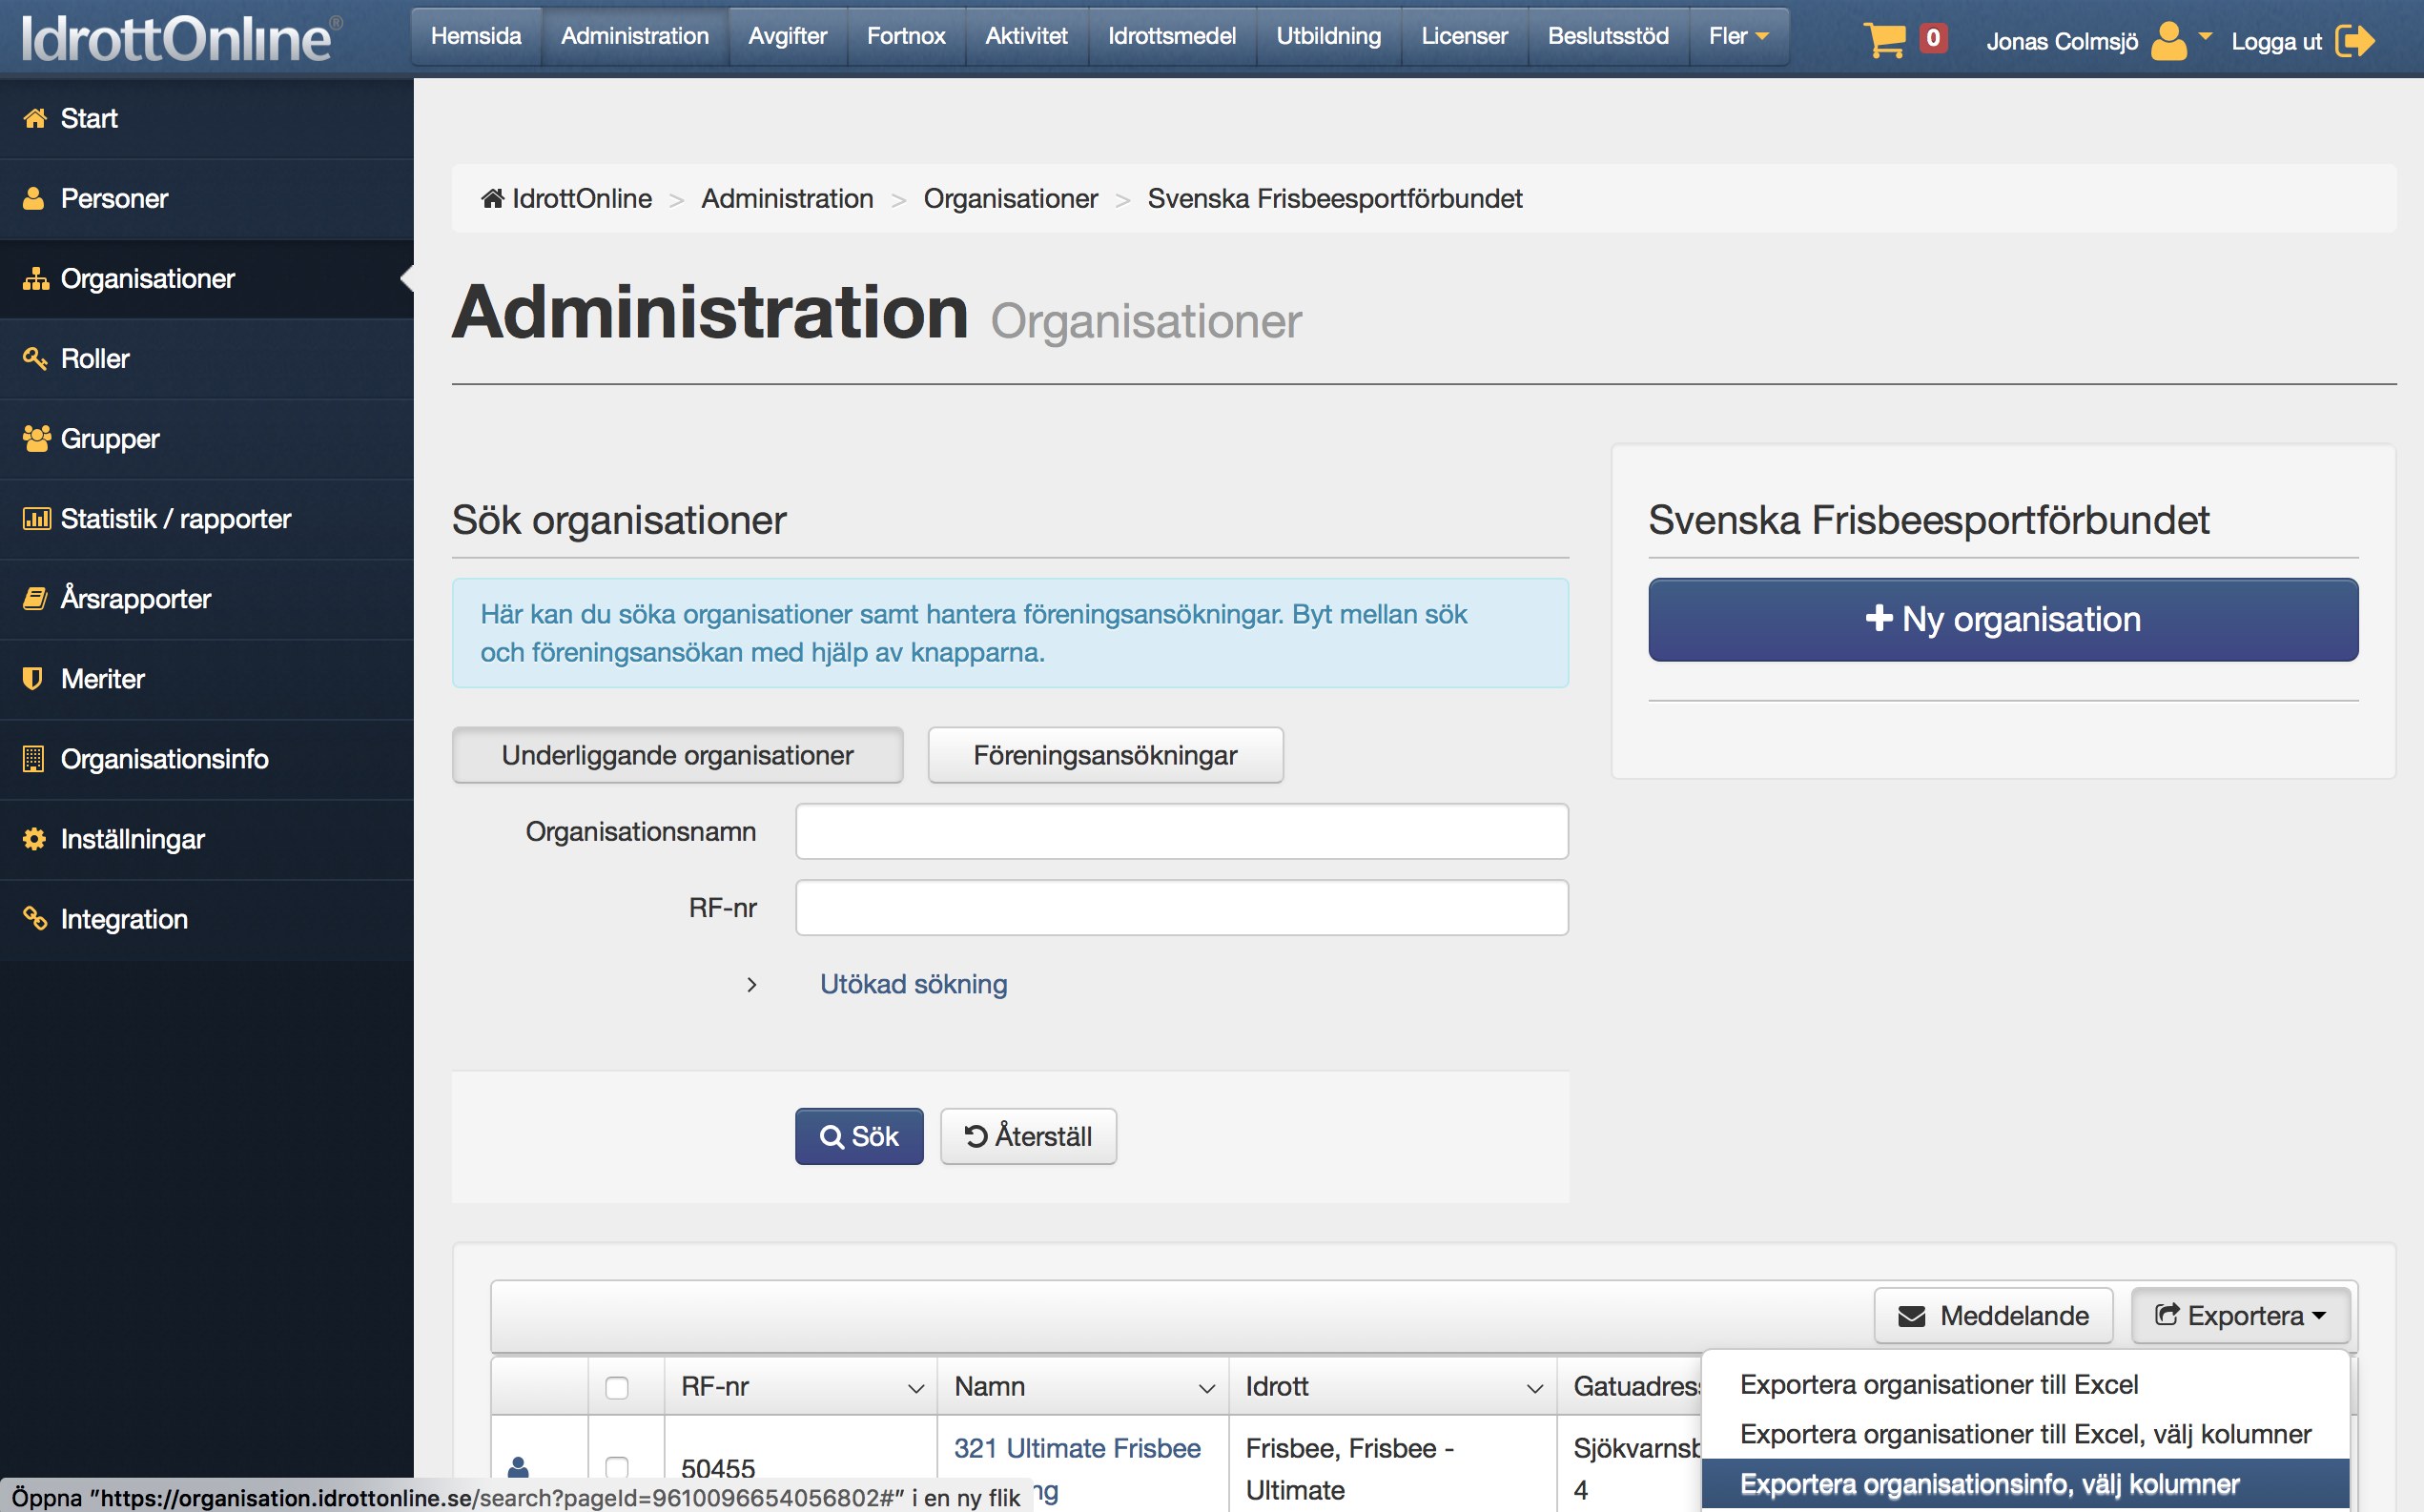 IdrottOnline®
Hemsida
Administration
Avgifter
Fortnox
Aktivitet
Idrottsmedel
Utbildning
Licenser
Beslutsstöd
Fler
0
Jonas Colmsjö
Logga ut
Start
Personer
Organisationer
Roller
Grupper
Statistik / rapporter
Årsrapporter
Meriter
Organisationsinfo
Inställningar
Integration
IdrottOnline > Administration > Organisationer > Svenska Frisbeesportförbundet
Administration Organisationer
Sök organisationer
Här kan du söka organisationer samt hantera föreningsansökningar. Byt mellan sök
och föreningsansökan med hjälp av knapparna.
Underliggande organisationer
Föreningsansökningar
Organisationsnamn
RF-nr
Utökad sökning
Sök
Återställ
Svenska Frisbeesportförbundet
Ny organisation
Meddelande
Exportera
Exportera organisationer till Excel
Exportera organisationer till Excel, välj kolumner
Exportera organisationsinfo, välj kolumner
RF-nr
Namn
Idrott
50455
321 Ultimate Frisbee
Frisbee, Frisbee -
Ultimate
4
Öppna "https://organisation.idrottonline.se/search?pageId=9610096654056802#" i en ny flik